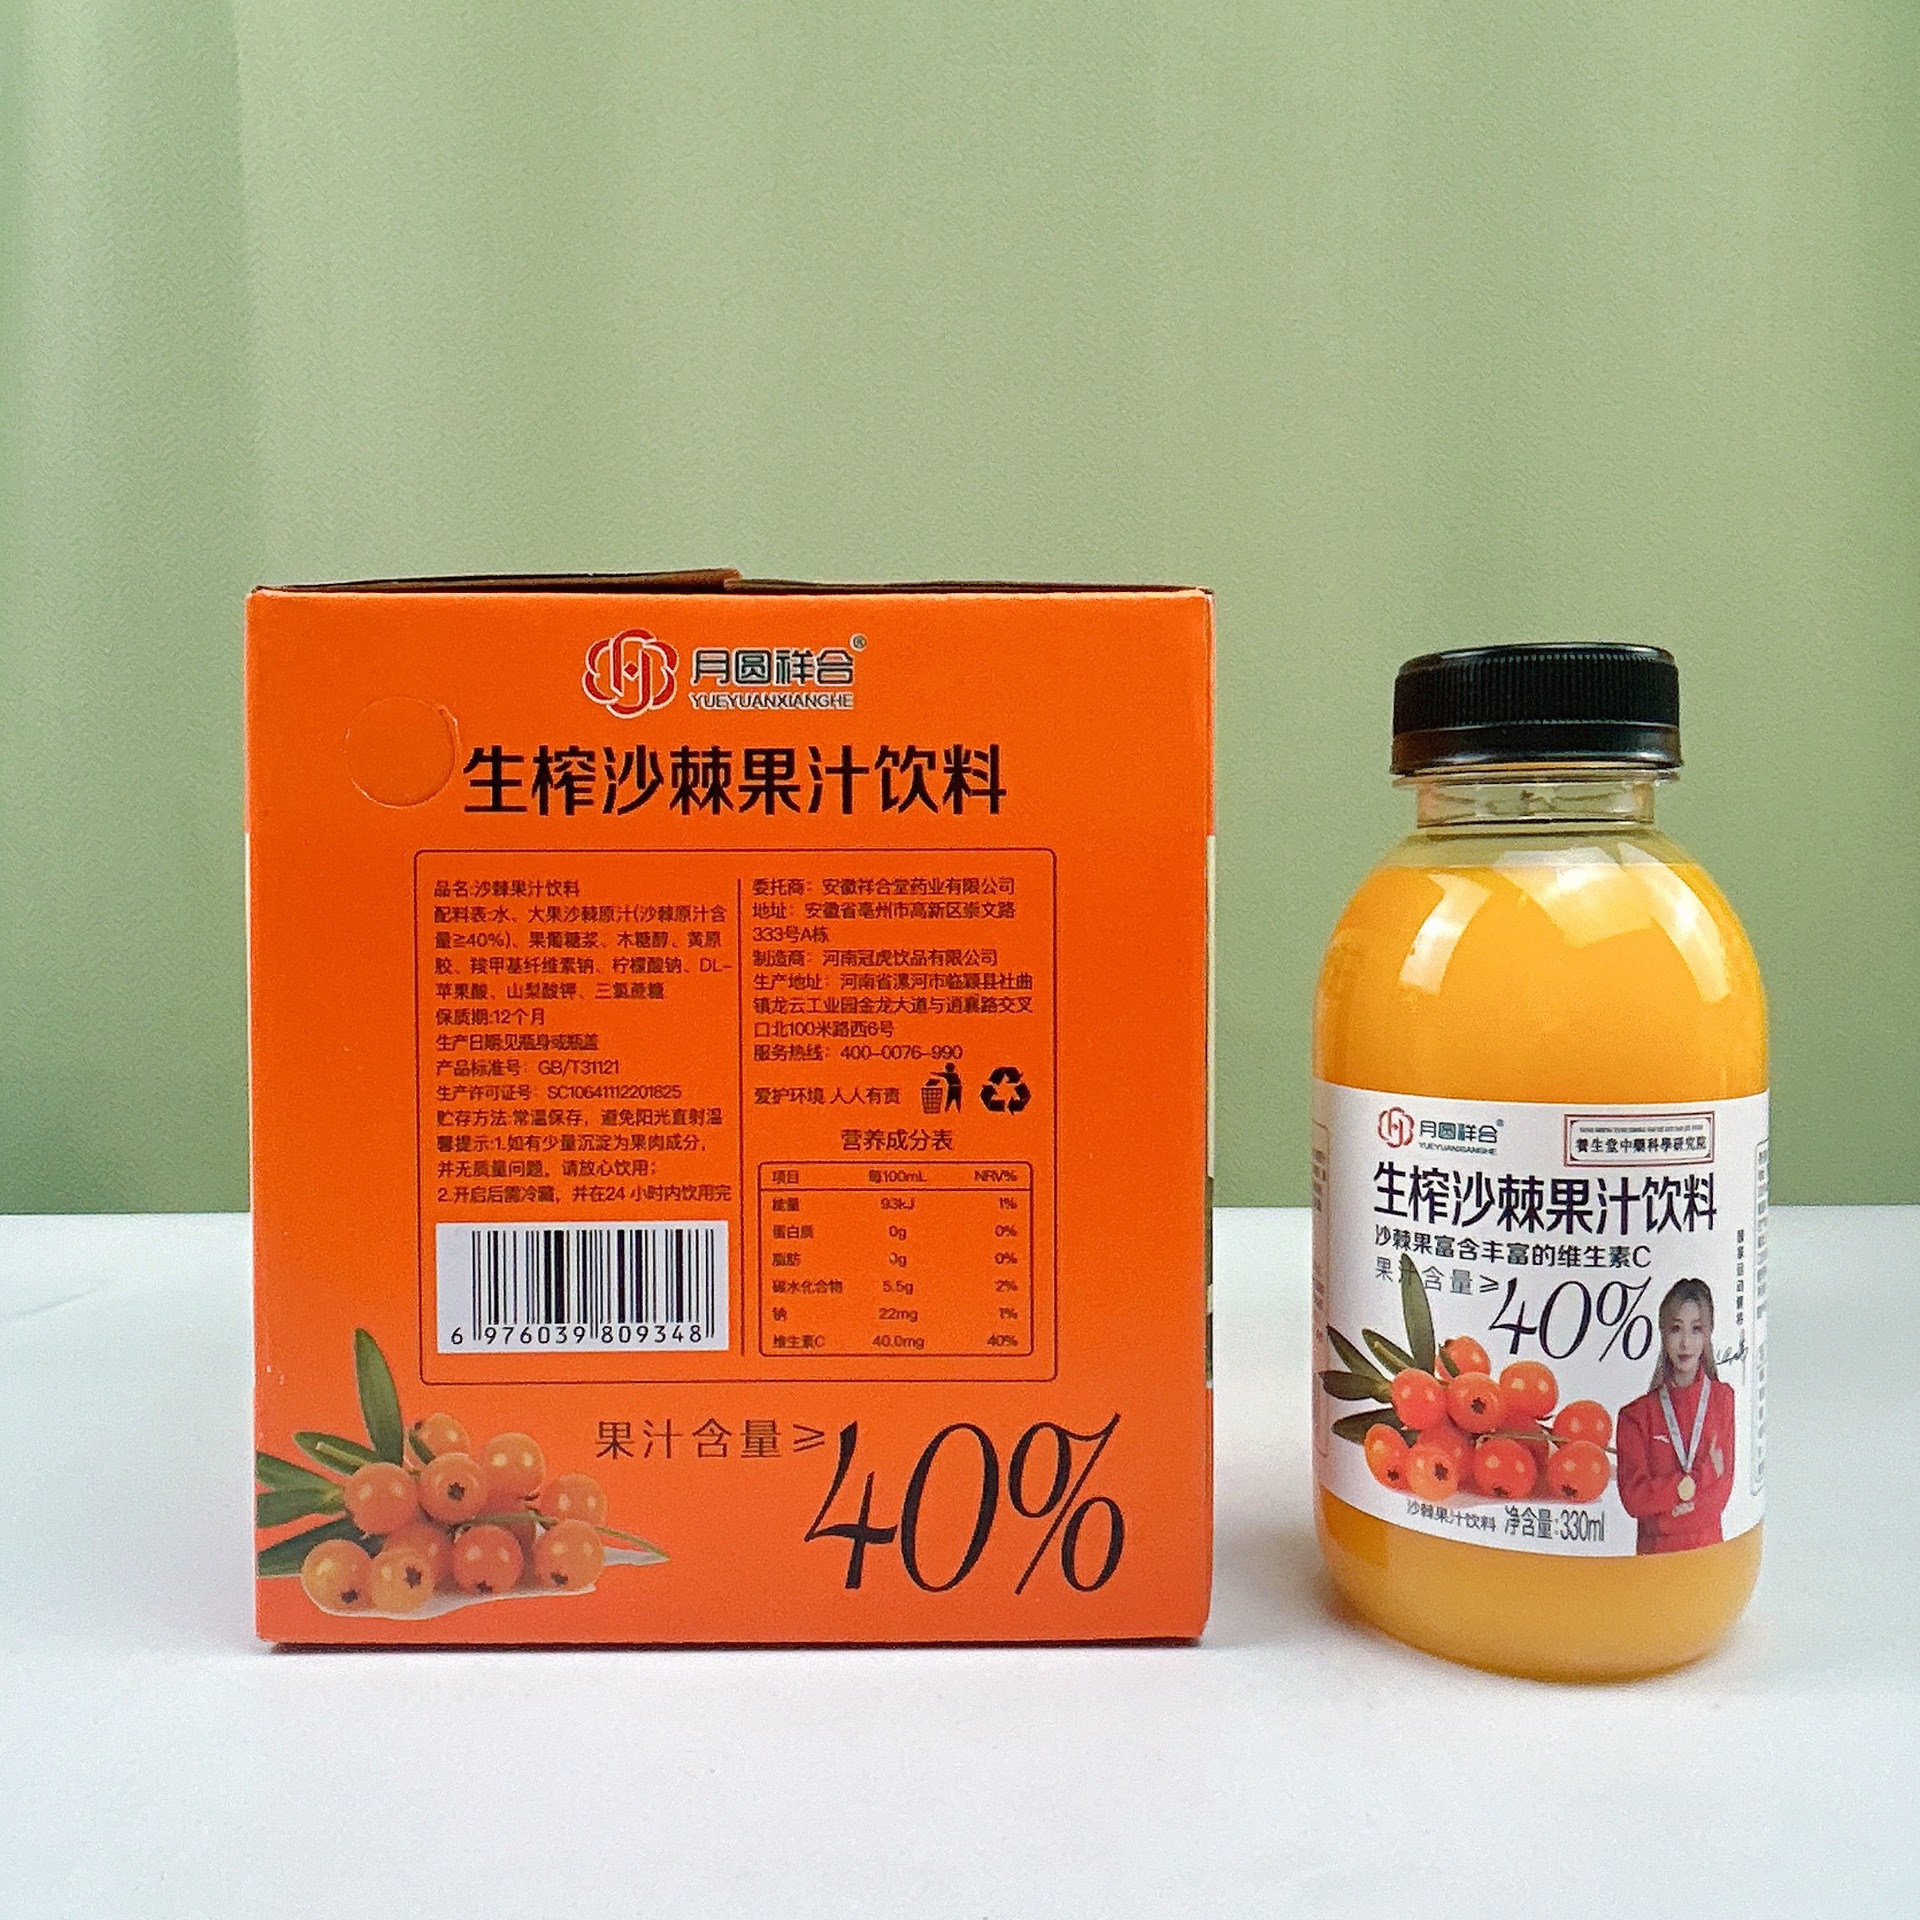 月圆祥合®
YUEYUANXIANGHE
生榨沙棘果汁饮料
品名:沙棘果汁饮料
配料表:水、大果沙棘原汁(沙棘原汁含
量≥40%)、果葡糖浆、木糖醇、黄原
胶、羧甲基纤维素钠、柠檬酸钠、DL-
苹果酸、山梨酸钾、三氯蔗糖
保质期:12个月
生产日期:见瓶身或瓶盖
产品标准号：GB/T31121
生产许可证号：SC10641112201825
贮存方法:常温保存，避免阳光直射温
馨提示:1.如有少量沉淀为果肉成分，
并无质量问题，请放心饮用；
2.开启后需冷藏，并在24小时内饮用完
6 976039 809348
委托商：安徽祥合堂药业有限公司
地址：安徽省亳州市高新区崇文路
333号A栋
制造商：河南冠虎饮品有限公司
生产地址：河南省漯河市临颍县杜曲
镇龙云工业园金龙大道与逍襄路交叉
口北100米路西6号
服务热线：400-0076-990
爱护环境 人人有责
营养成分表
项目 每100mL NRV%
能量 93kJ 1%
蛋白质 0g 0%
脂肪 0g 0%
碳水化合物 5.5g 2%
钠 22mg 1%
维生素C 40.0mg 40%
果汁含量≥40%
月圆祥合®
YUEYUANXIANGHE
養生堂中藥科學研究院
生榨沙棘果汁饮料
沙棘果富含丰富的维生素C
果汁含量≥40%
沙棘果汁饮料 净含量:330ml